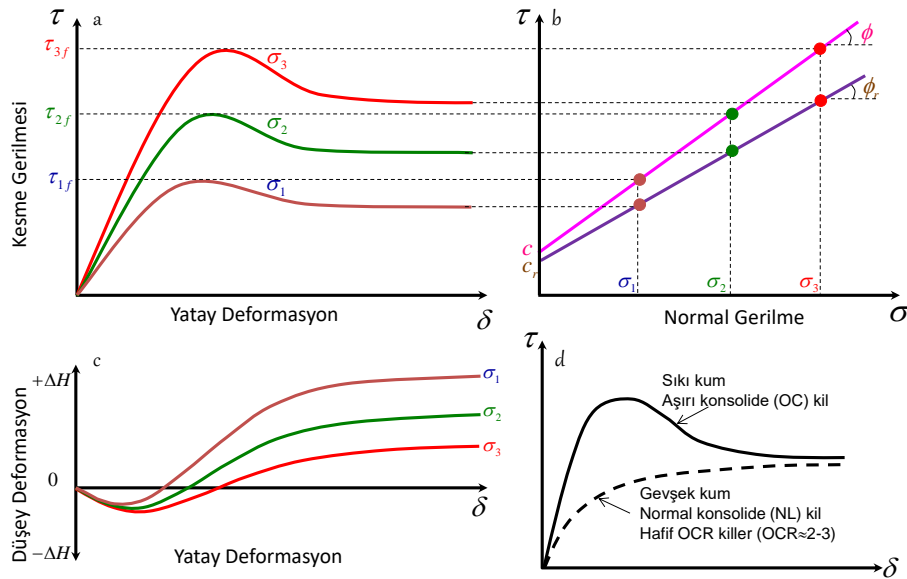 τ
a
τ3f
σ3
τ2f
σ2
τ1f
σ1
Kesme Gerilmesi
Yatay Deformasyon
δ
τ
b
ϕ
ϕr
c
cr
σ1
σ2
σ3
Normal Gerilme
σ
c
+ΔH
0
−ΔH
Düşey Deformasyon
σ1
σ2
σ3
δ
Yatay Deformasyon
τ
d
Sıkı kum
Aşırı konsolide (OC) kil
Gevşek kum
Normal konsolide (NL) kil
Hafif OCR killer (OCR≈2-3)
δ